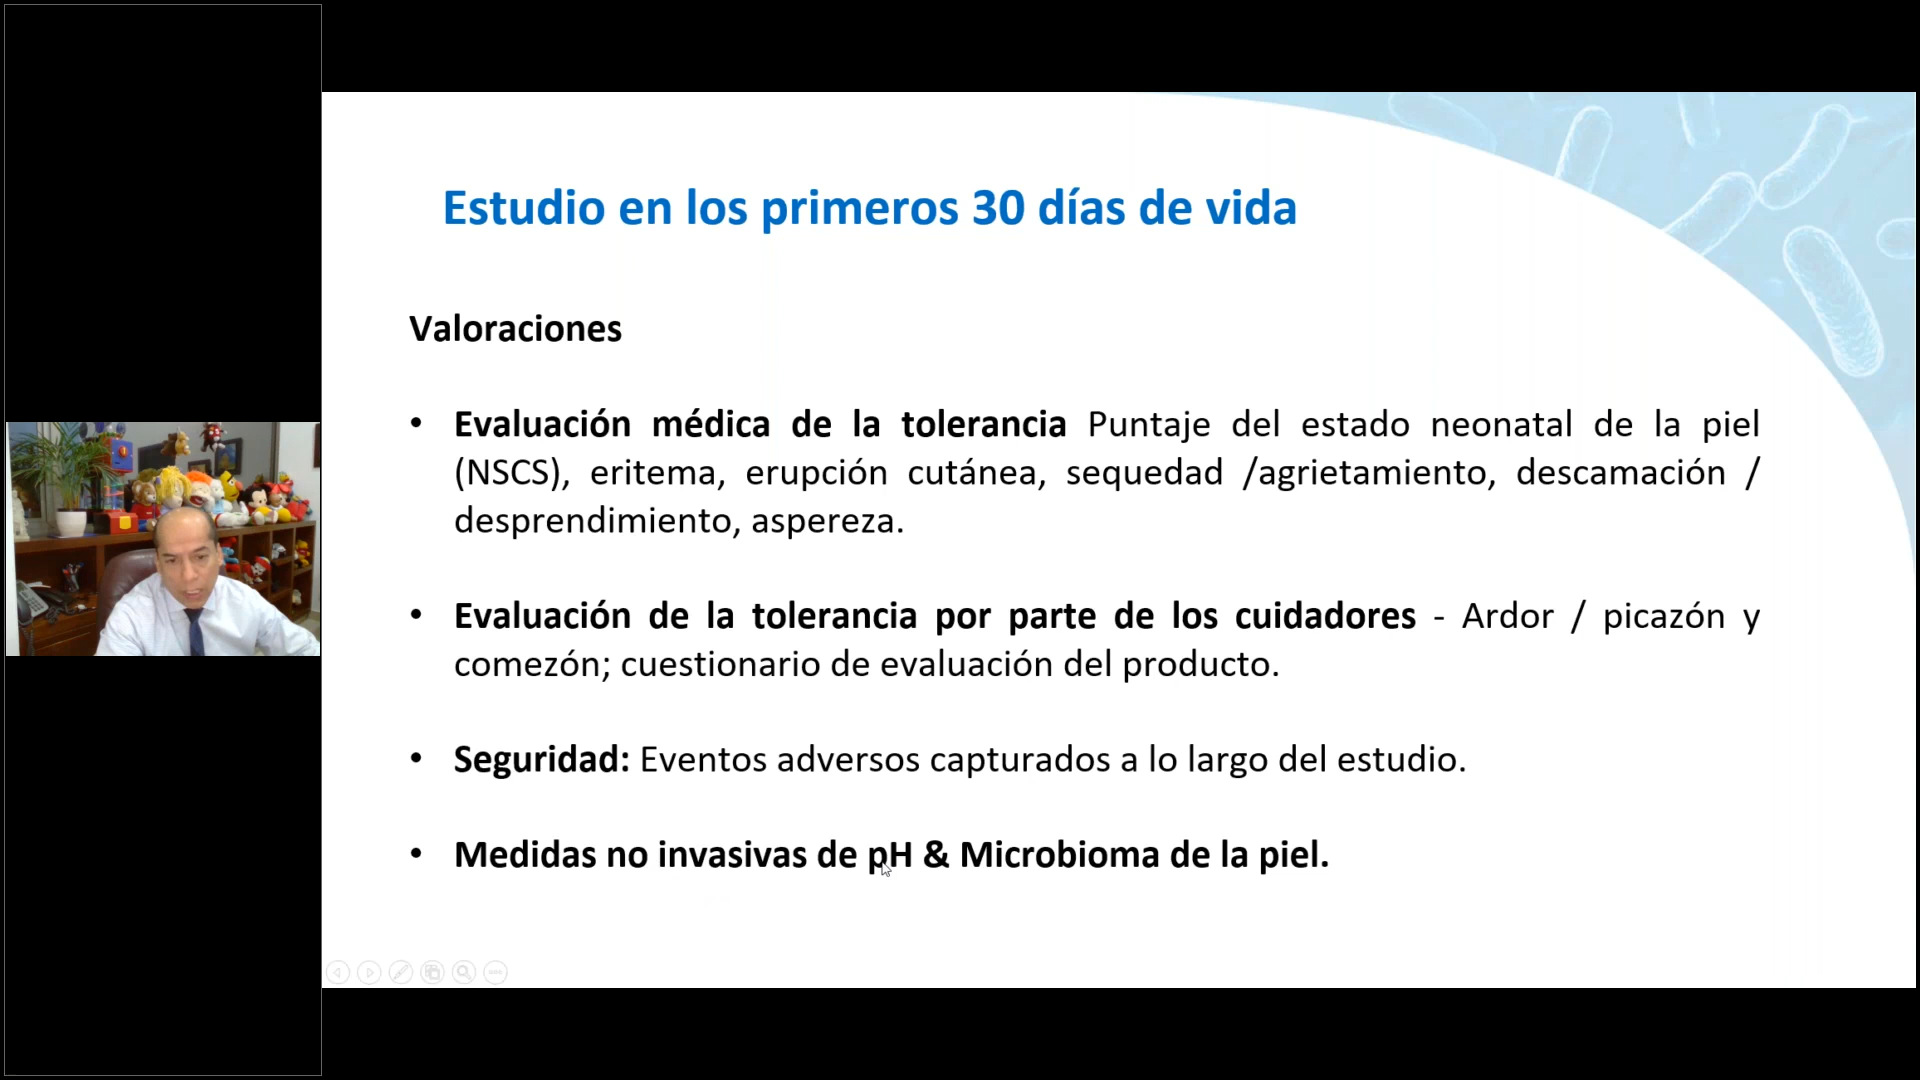 Estudio en los primeros 30 días de vida
Valoraciones
• Evaluación médica de la tolerancia Puntaje del estado neonatal de la piel
(NSCS), eritema, erupción cutánea, sequedad /agrietamiento, descamación /
desprendimiento, aspereza.
• Evaluación de la tolerancia por parte de los cuidadores - Ardor / picazón y
comezón; cuestionario de evaluación del producto.
• Seguridad: Eventos adversos capturados a lo largo del estudio.
• Medidas no invasivas de pH & Microbioma de la piel.